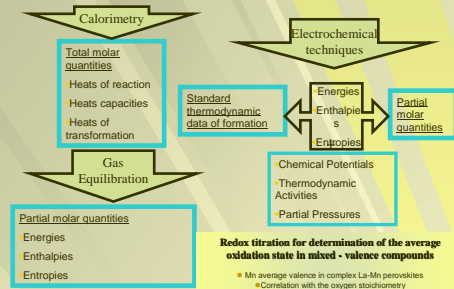 Calorimetry
Total molar
quantities
Heats of reaction
Heats capacities
Heats of
transformation
Gas
Equilibration
Partial molar quantities
Energies
Enthalpies
Entropies
Electrochemical
techniques
Standard
thermodynamic
data of formation
Energies
Enthalpie
s
Entropies
Partial
molar
quantities
Chemical Potentials
Thermodynamic
Activities
Partial Pressures
Redox titration for determination of the average
oxidation state in mixed - valence compounds
Mn average valence in complex La-Mn perovskites
Correlation with the oxygen stoichiometry